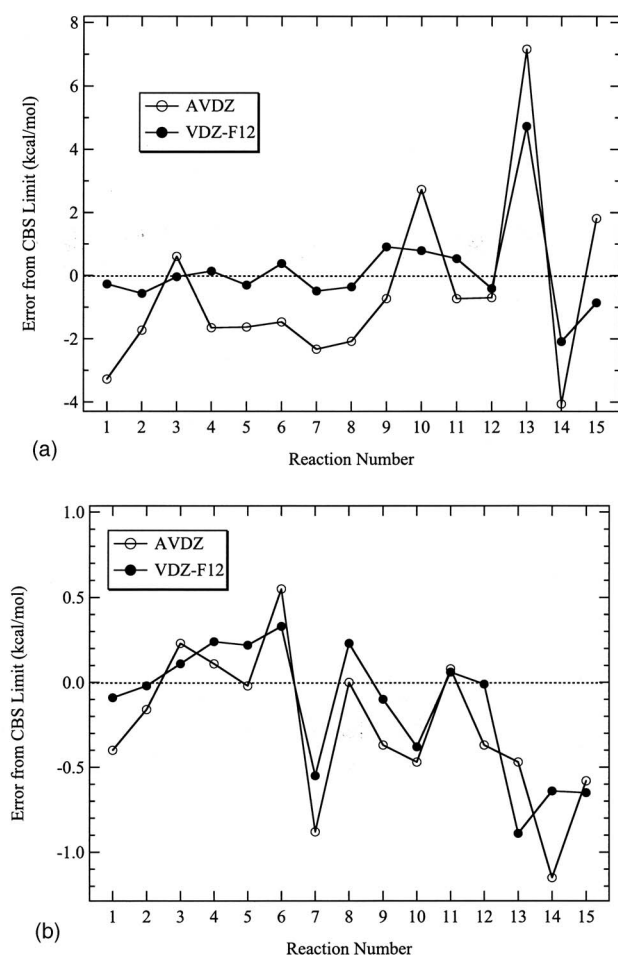 8
6
4
2
0
-2
-4
Error from CBS Limit (kcal/mol)
AVDZ
VDZ-F12
1 2 3 4 5 6 7 8 9 10 11 12 13 14 15
(a)
Reaction Number
1.0
0.5
0.0
-0.5
-1.0
Error from CBS Limit (kcal/mol)
AVDZ
VDZ-F12
1 2 3 4 5 6 7 8 9 10 11 12 13 14 15
(b)
Reaction Number